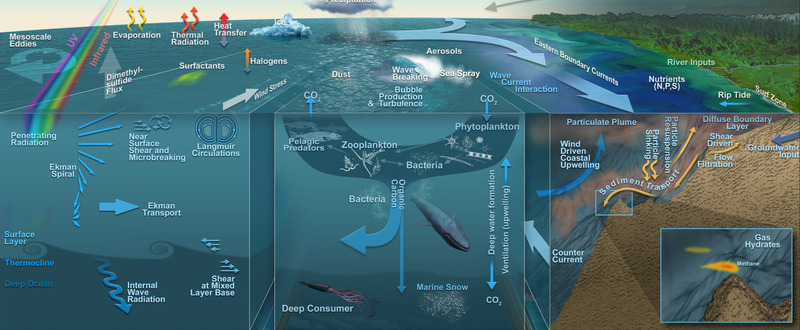 Precipitation
Mesoscale
Eddies
UV
Infrared
Evaporation
Thermal
Radiation
Heat
Transfer
Ice
Dimethyl-
sulfide
Flux
Surfactants
Halogens
Wind Stress
Dust
Aerosols
Wave
Breaking
Sea Spray
Bubble
Production
& Turbulence
Wave
Current
Interaction
Eastern Boundary
Currents
River Inputs
Nutrients
(N,P,S)
Rip Tide
Surf Zone
CO2
CO2
Penetrating
Radiation
Near
Surface
Shear and
Microbreaking
Langmuir
Circulations
Ekman
Spiral
Ekman
Transport
Surface
Layer
Thermocline
Deep Ocean
Internal
Wave
Radiation
Shear
at Mixed
Layer Base
Pelagic
Predators
Phytoplankton
Zooplankton
Bacteria
Bacteria
Organic
Carbon
Deep water formation
Ventilation (upwelling)
Marine Snow
CO2
Deep Consumer
Particulate Plume
Wind
Driven
Coastal
Upwelling
Particle
Sinking
Particle
Resuspension
Diffuse Boundary
Layer
Shear
Driven
Flow
Filtration
Groundwater
Input
Sediment Transport
Counter
Current
Gas
Hydrates
Methane